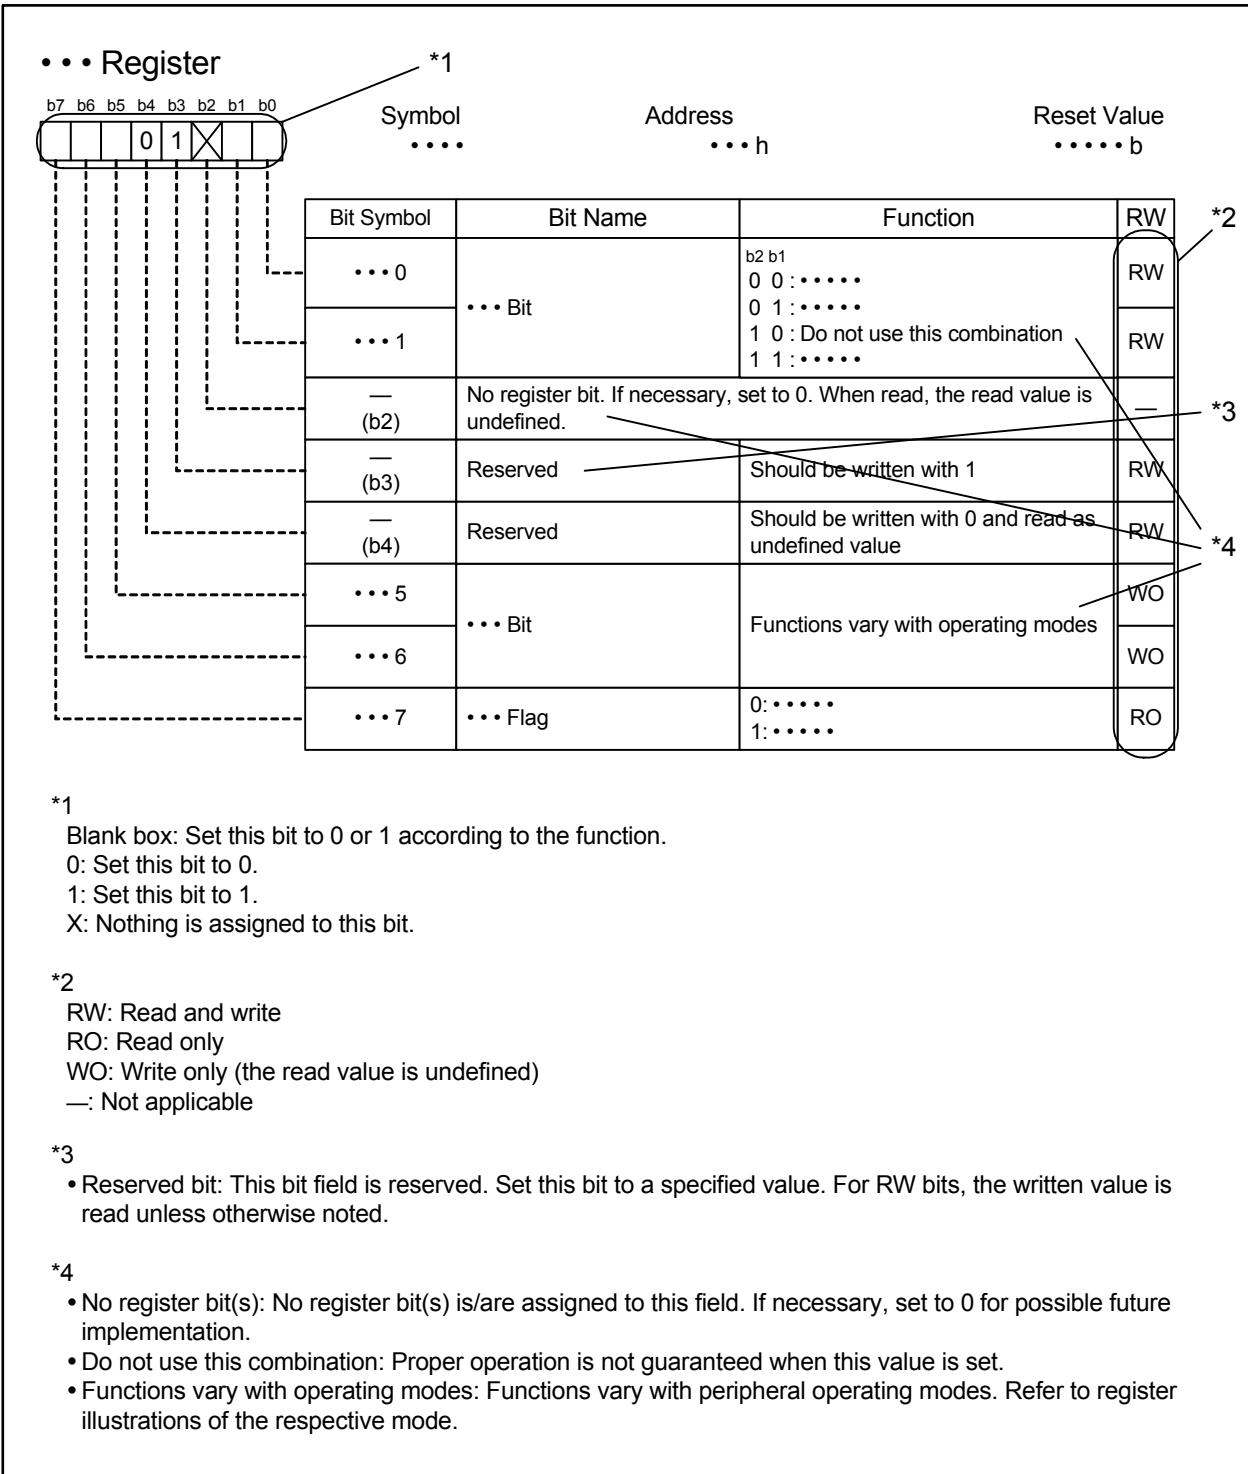 • • • Register
*1
b7 b6 b5 b4 b3 b2 b1 b0
0 1 X
Symbol Address Reset Value
• • • • • • • h • • • • • b
Bit Symbol Bit Name Function RW
*2
• • • 0
• • • Bit
b2 b1
0 0 : • • • • •
0 1 : • • • • •
1 0 : Do not use this combination
1 1 : • • • • •
RW
• • • 1
RW
—
(b2)
No register bit. If necessary, set to 0. When read, the read value is
undefined.
—
*3
—
(b3)
Reserved
Should be written with 1
RW
—
(b4)
Reserved
Should be written with 0 and read as
undefined value
RW
*4
• • • 5
• • • Bit
Functions vary with operating modes
WO
• • • 6
WO
• • • 7
• • • Flag
0: • • • • •
1: • • • • •
RO
*1
Blank box: Set this bit to 0 or 1 according to the function.
0: Set this bit to 0.
1: Set this bit to 1.
X: Nothing is assigned to this bit.
*2
RW: Read and write
RO: Read only
WO: Write only (the read value is undefined)
—: Not applicable
*3
• Reserved bit: This bit field is reserved. Set this bit to a specified value. For RW bits, the written value is
read unless otherwise noted.
*4
• No register bit(s): No register bit(s) is/are assigned to this field. If necessary, set to 0 for possible future
implementation.
• Do not use this combination: Proper operation is not guaranteed when this value is set.
• Functions vary with operating modes: Functions vary with peripheral operating modes. Refer to register
illustrations of the respective mode.